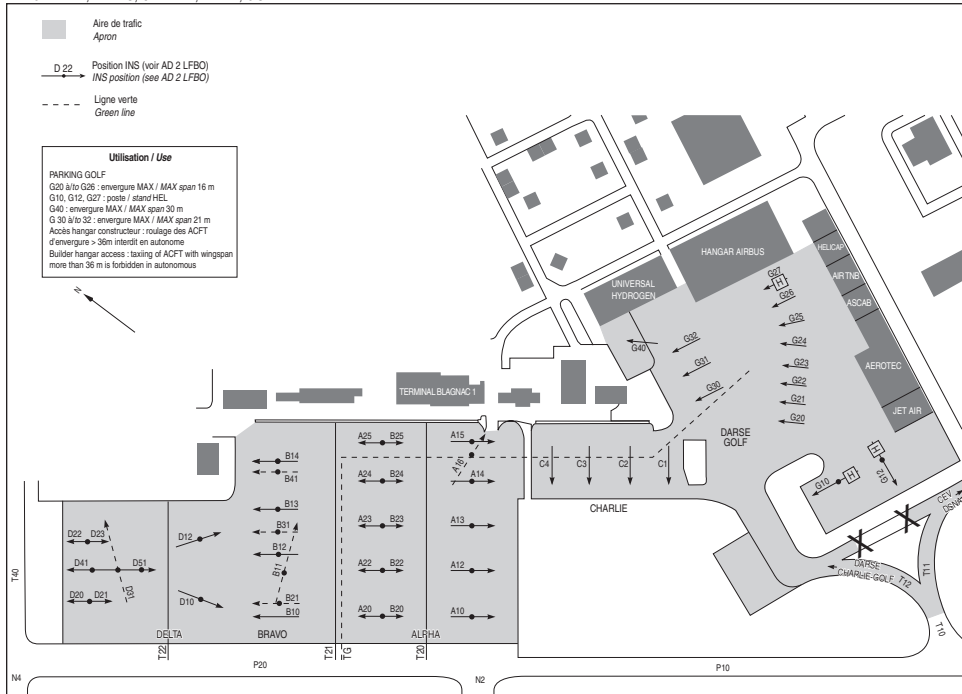 Aire de trafic
Apron
D 22
Position INS (voir AD 2 LFBO)
INS position (see AD 2 LFBO)
Ligne verte
Green line
Utilisation / Use
PARKING GOLF
G20 à/to G26 : envergure MAX / MAX span 16 m
G10, G12, G27 : poste / stand HEL
G40 : envergure MAX / MAX span 30 m
G 30 à/to 32 : envergure MAX / MAX span 21 m
Accès hangar constructeur : roulage des ACFT
d'envergure > 36m interdit en autonome
Builder hangar access : taxiing of ACFT with wingspan
more than 36 m is forbidden in autonomous
N
HANGAR AIRBUS
UNIVERSAL
HYDROGEN
HELICAP
AIR TNB
ASCAB
AEROTEC
JET AIR
G27
H
G26
G25
G24
G23
G22
G21
G20
G40
G32
G31
G30
DARSE
GOLF
TERMINAL BLAGNAC 1
G10
H
H
G12
CEV
DSNA
DARSE
CHARLIE-GOLF
T12
T11
T10
C4
C3
C2
C1
CHARLIE
A15
A16
A14
A13
A12
A10
A25
B25
A24
B24
A23
B23
A22
B22
A20
B20
B14
B41
B13
B31
B12
B11
B21
B10
D12
D10
D22
D23
D41
D51
D31
D20
D21
DELTA
BRAVO
ALPHA
T40
T22
T21
TG
T20
P20
P10
N4
N2